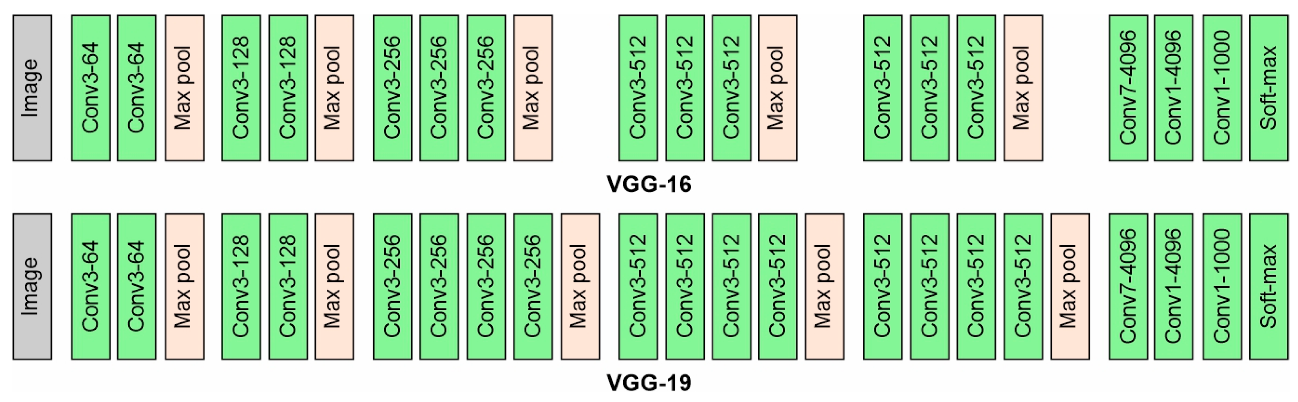 Image
Conv3-64
Conv3-64
Max pool
Conv3-128
Conv3-128
Max pool
Conv3-256
Conv3-256
Conv3-256
Max pool
Conv3-512
Conv3-512
Conv3-512
Max pool
Conv3-512
Conv3-512
Conv3-512
Max pool
Conv7-4096
Conv1-4096
Conv1-1000
Soft-max
VGG-16
Image
Conv3-64
Conv3-64
Max pool
Conv3-128
Conv3-128
Max pool
Conv3-256
Conv3-256
Conv3-256
Conv3-256
Max pool
Conv3-512
Conv3-512
Conv3-512
Conv3-512
Max pool
Conv3-512
Conv3-512
Conv3-512
Conv3-512
Max pool
Conv7-4096
Conv1-4096
Conv1-1000
Soft-max
VGG-19